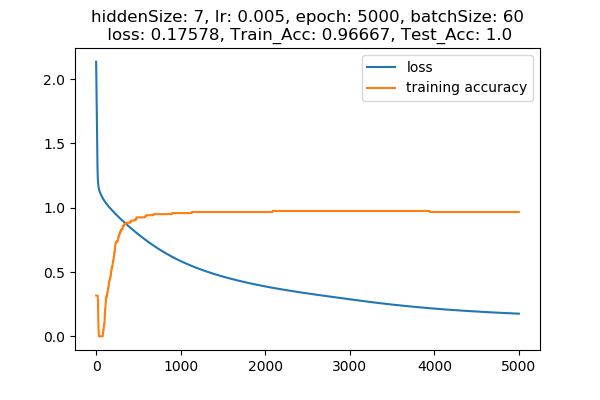 hiddenSize: 7, lr: 0.005, epoch: 5000, batchSize: 60
loss: 0.17578, Train_Acc: 0.96667, Test_Acc: 1.0
loss
training accuracy
2.0
1.5
1.0
0.5
0.0
0 1000 2000 3000 4000 5000